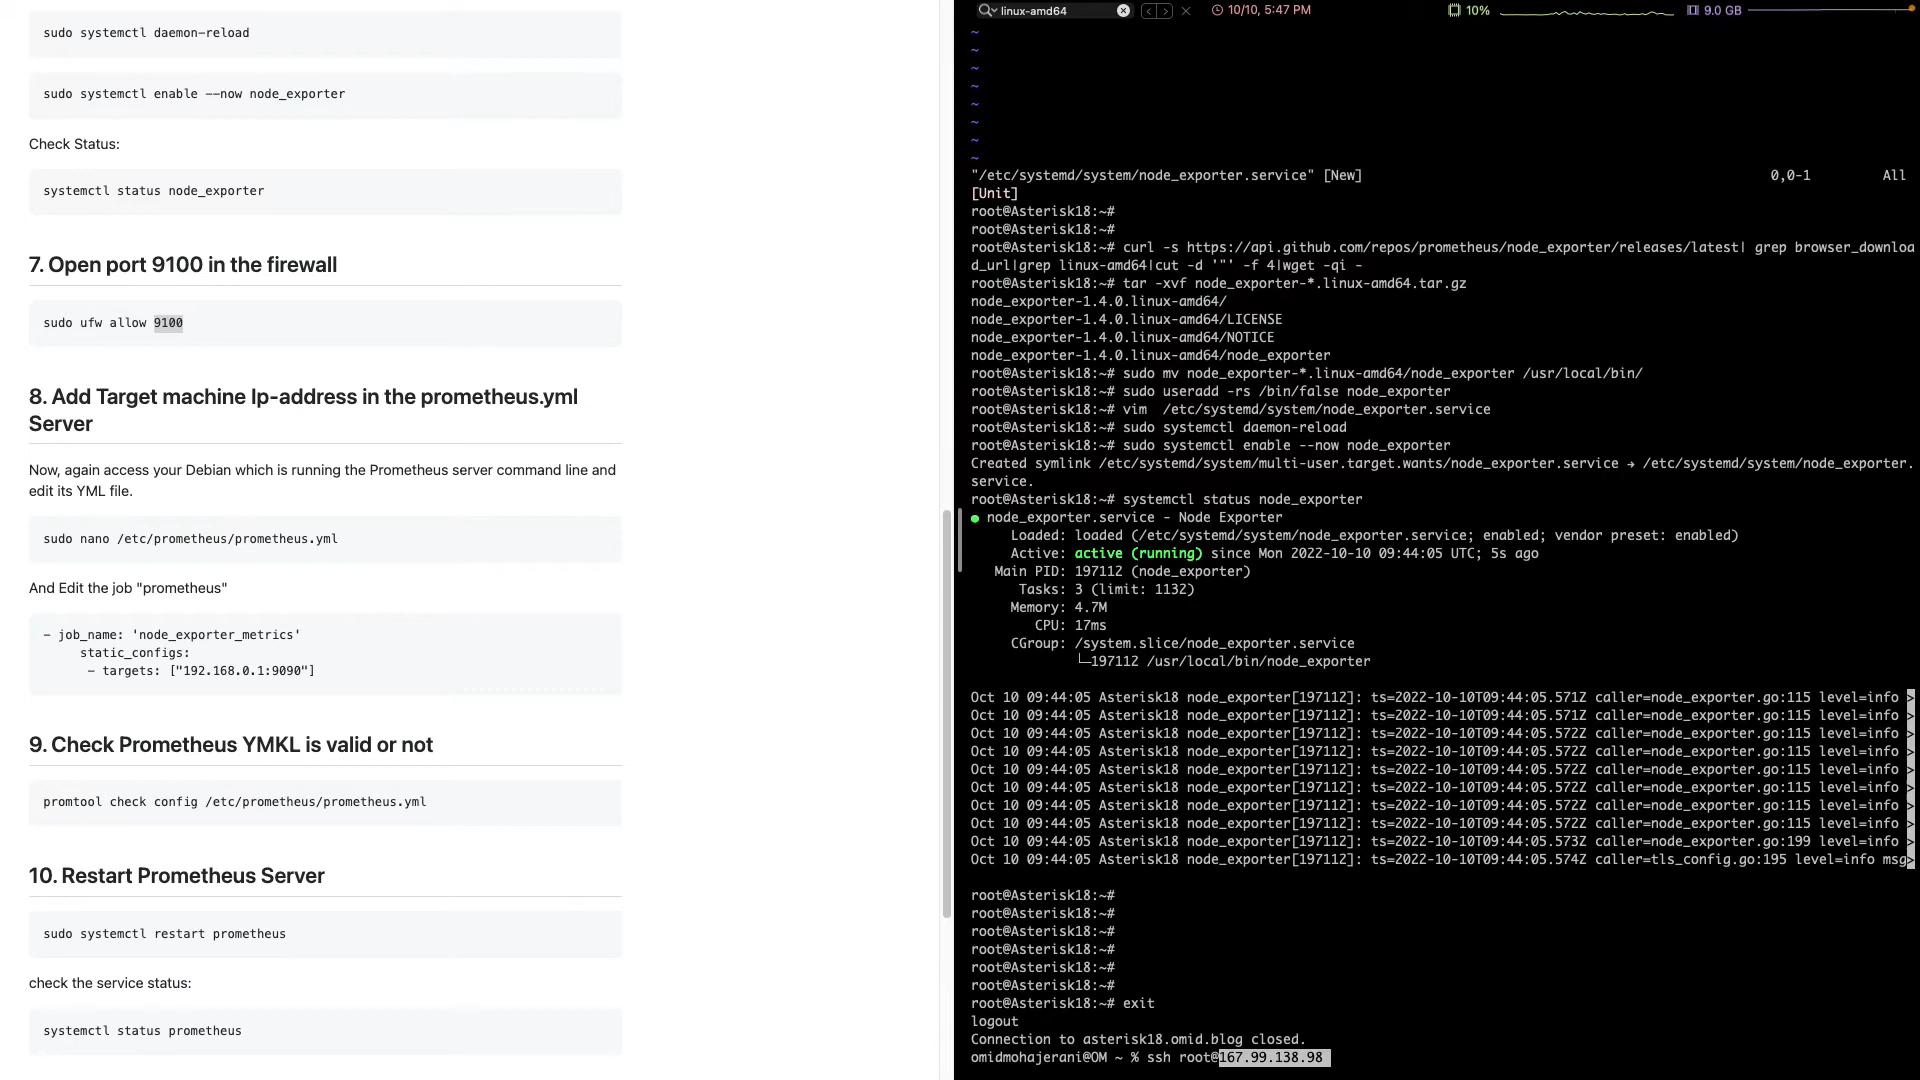 sudo systemctl daemon-reload
sudo systemctl enable --now node_exporter
Check Status:
systemctl status node_exporter
7. Open port 9100 in the firewall
sudo ufw allow 9100
8. Add Target machine Ip-address in the prometheus.yml
Server
Now, again access your Debian which is running the Prometheus server command line and
edit its YML file.
sudo nano /etc/prometheus/prometheus.yml
And Edit the job "prometheus"
- job_name: 'node_exporter_metrics'
static_configs:
- targets: ["192.168.0.1:9090"]
9. Check Prometheus YMKL is valid or not
promtool check config /etc/prometheus/prometheus.yml
10. Restart Prometheus Server
sudo systemctl restart prometheus
check the service status:
systemctl status prometheus
linux-amd64
10/10, 5:47 PM
10%
9.0 GB
~
~
~
~
~
~
~
~
"/etc/systemd/system/node_exporter.service" [New] 0,0-1 All
[Unit]
root@Asterisk18:~#
root@Asterisk18:~#
root@Asterisk18:~# curl -s https://api.github.com/repos/prometheus/node_exporter/releases/latest| grep browser_downloa
d_url|grep linux-amd64|cut -d '"' -f 4|wget -qi -
root@Asterisk18:~# tar -xvf node_exporter-*.linux-amd64.tar.gz
node_exporter-1.4.0.linux-amd64/
node_exporter-1.4.0.linux-amd64/LICENSE
node_exporter-1.4.0.linux-amd64/NOTICE
node_exporter-1.4.0.linux-amd64/node_exporter
root@Asterisk18:~# sudo mv node_exporter-*.linux-amd64/node_exporter /usr/local/bin/
root@Asterisk18:~# sudo useradd -rs /bin/false node_exporter
root@Asterisk18:~# vim  /etc/systemd/system/node_exporter.service
root@Asterisk18:~# sudo systemctl daemon-reload
root@Asterisk18:~# sudo systemctl enable --now node_exporter
Created symlink /etc/systemd/system/multi-user.target.wants/node_exporter.service → /etc/systemd/system/node_exporter.
service.
root@Asterisk18:~# systemctl status node_exporter
● node_exporter.service - Node Exporter
Loaded: loaded (/etc/systemd/system/node_exporter.service; enabled; vendor preset: enabled)
Active: active (running) since Mon 2022-10-10 09:44:05 UTC; 5s ago
Main PID: 197112 (node_exporter)
Tasks: 3 (limit: 1132)
Memory: 4.7M
CPU: 17ms
CGroup: /system.slice/node_exporter.service
└─197112 /usr/local/bin/node_exporter
Oct 10 09:44:05 Asterisk18 node_exporter[197112]: ts=2022-10-10T09:44:05.571Z caller=node_exporter.go:115 level=info >
Oct 10 09:44:05 Asterisk18 node_exporter[197112]: ts=2022-10-10T09:44:05.571Z caller=node_exporter.go:115 level=info >
Oct 10 09:44:05 Asterisk18 node_exporter[197112]: ts=2022-10-10T09:44:05.572Z caller=node_exporter.go:115 level=info >
Oct 10 09:44:05 Asterisk18 node_exporter[197112]: ts=2022-10-10T09:44:05.572Z caller=node_exporter.go:115 level=info >
Oct 10 09:44:05 Asterisk18 node_exporter[197112]: ts=2022-10-10T09:44:05.572Z caller=node_exporter.go:115 level=info >
Oct 10 09:44:05 Asterisk18 node_exporter[197112]: ts=2022-10-10T09:44:05.572Z caller=node_exporter.go:115 level=info >
Oct 10 09:44:05 Asterisk18 node_exporter[197112]: ts=2022-10-10T09:44:05.572Z caller=node_exporter.go:115 level=info >
Oct 10 09:44:05 Asterisk18 node_exporter[197112]: ts=2022-10-10T09:44:05.572Z caller=node_exporter.go:115 level=info >
Oct 10 09:44:05 Asterisk18 node_exporter[197112]: ts=2022-10-10T09:44:05.573Z caller=node_exporter.go:199 level=info >
Oct 10 09:44:05 Asterisk18 node_exporter[197112]: ts=2022-10-10T09:44:05.574Z caller=tls_config.go:195 level=info msg>
root@Asterisk18:~#
root@Asterisk18:~#
root@Asterisk18:~#
root@Asterisk18:~#
root@Asterisk18:~#
root@Asterisk18:~#
root@Asterisk18:~# exit
logout
Connection to asterisk18.omid.blog closed.
omidmohajerani@OM ~ % ssh root@167.99.138.98